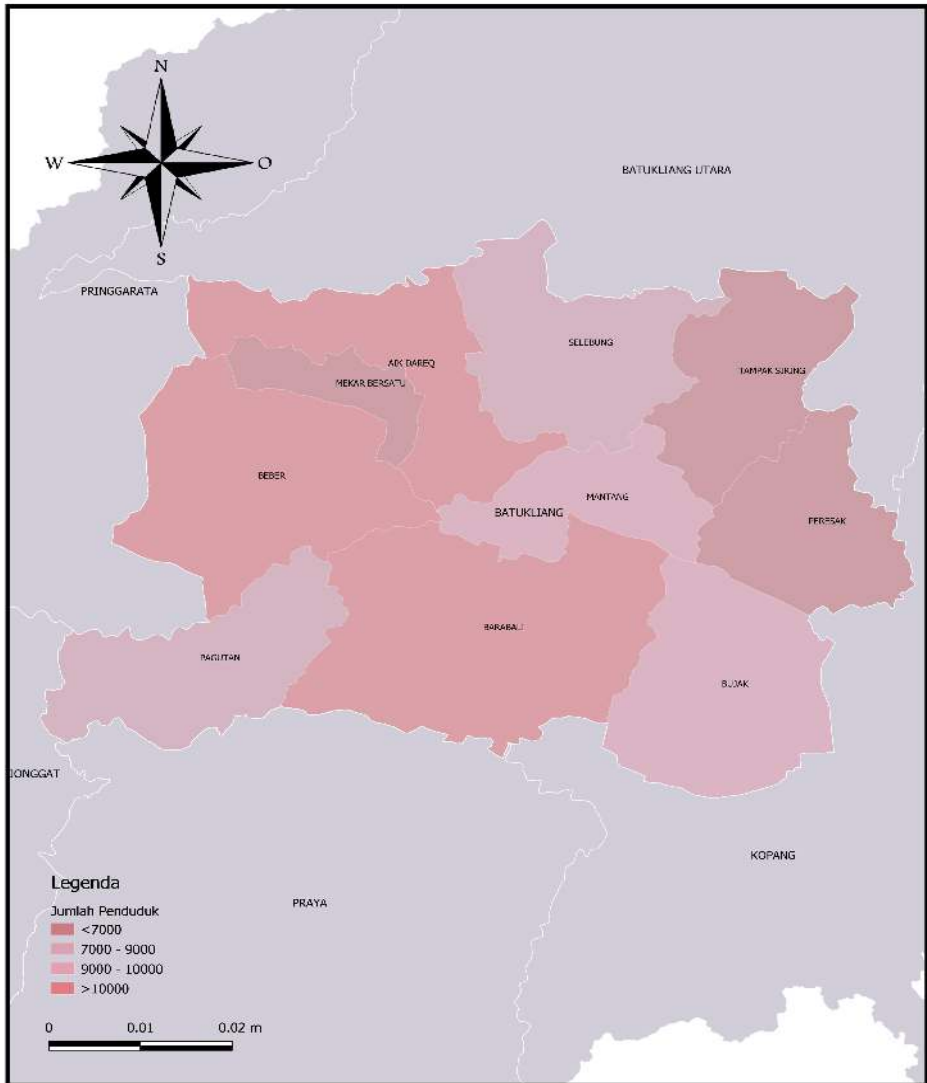 N
W
O
S
BATUKLIANG UTARA
PRINGGARATA
SELEBUNG
AIK DAREQ
TAMPAK SIRING
MEKAR BERSATU
BEBER
MANTANG
BATUKLIANG
PERESAK
BARABALI
PAGUTAN
BUJAK
JONGGAT
KOPANG
Legenda
PRAYA
Jumlah Penduduk
<7000
7000 - 9000
9000 - 10000
>10000
0 0.01 0.02 m